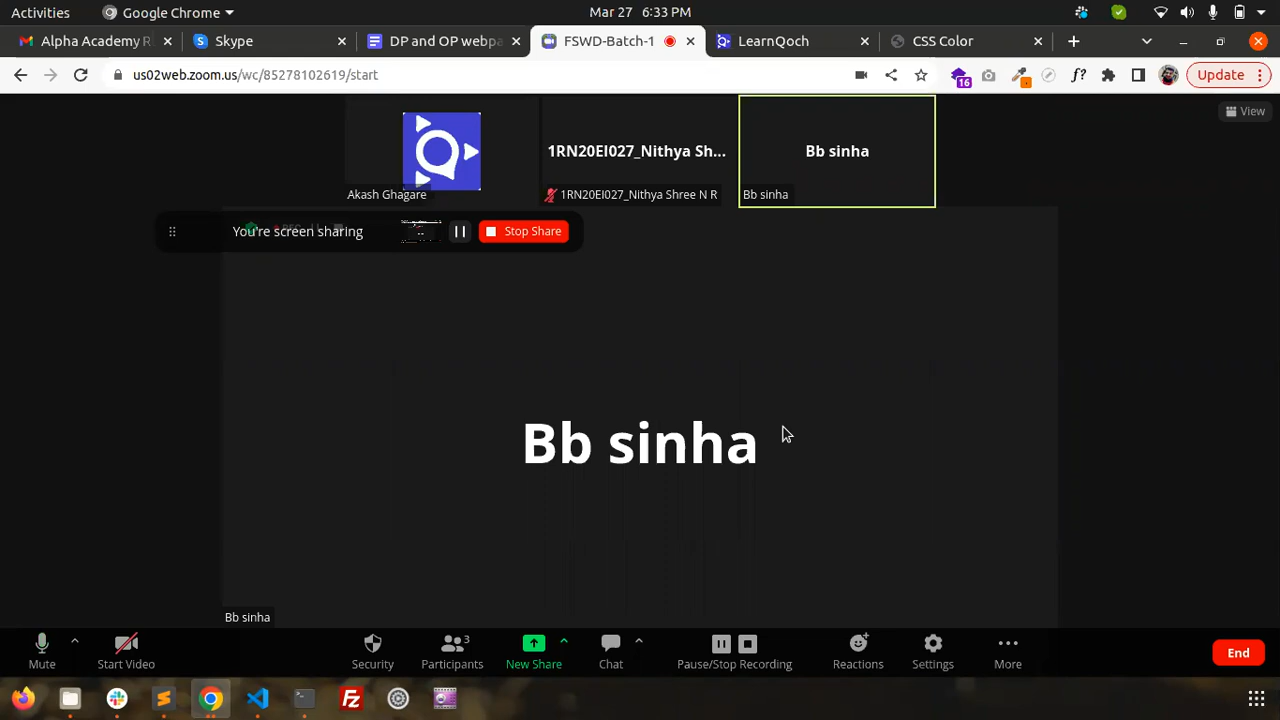 Activities
Google Chrome
Mar 27 6:33 PM
Alpha Academy R
Skype
DP and OP webpa
FSWD-Batch-1
LearnQoch
CSS Color
us02web.zoom.us/wc/85278102619/start
16
f?
Update
View
1RN20EI027_Nithya Sh...
Bb sinha
Akash Ghagare
1RN20EI027_Nithya Shree N R
Bb sinha
You're screen sharing
Stop Share
Bb sinha
Bb sinha
Mute
Start Video
Security
3
Participants
New Share
Chat
Pause/Stop Recording
Reactions
Settings
More
End